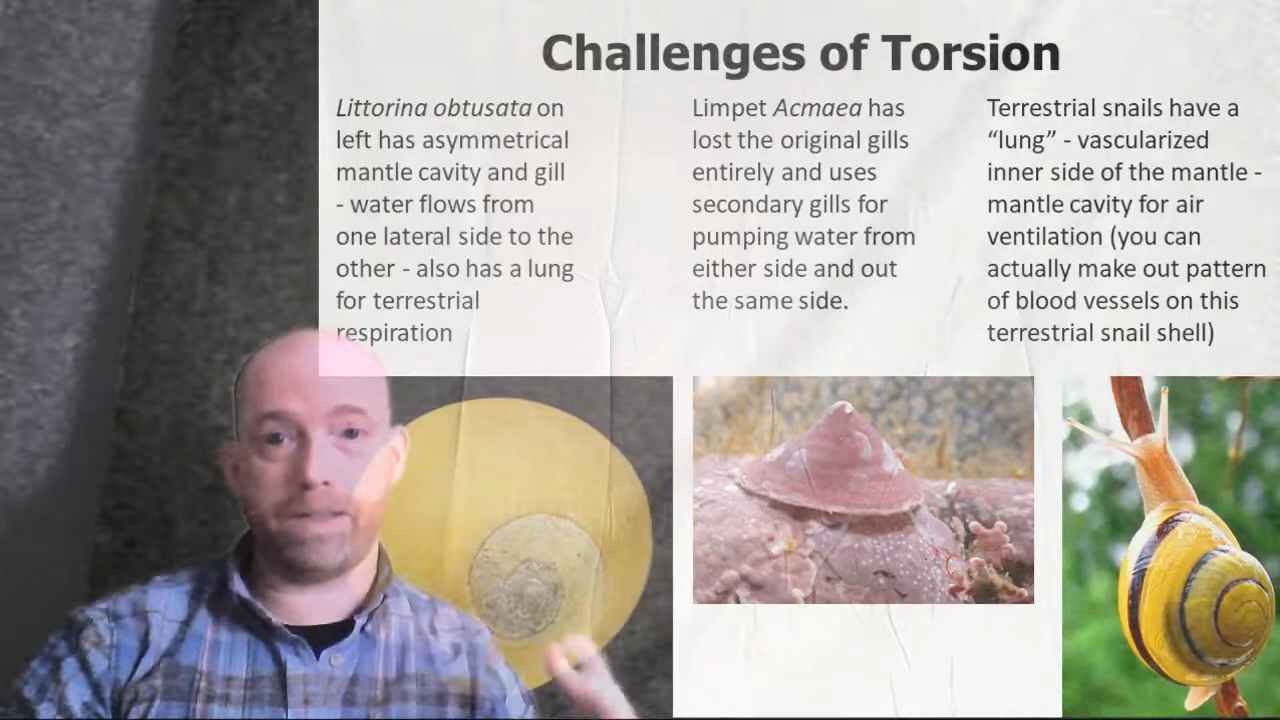 Challenges of Torsion
Littorina obtusata on
left has asymmetrical
mantle cavity and gill
- water flows from
one lateral side to the
other - also has a lung
for terrestrial
respiration
Limpet Acmaea has
lost the original gills
entirely and uses
secondary gills for
pumping water from
either side and out
the same side.
Terrestrial snails have a
“lung” - vascularized
inner side of the mantle -
mantle cavity for air
ventilation (you can
actually make out pattern
of blood vessels on this
terrestrial snail shell)